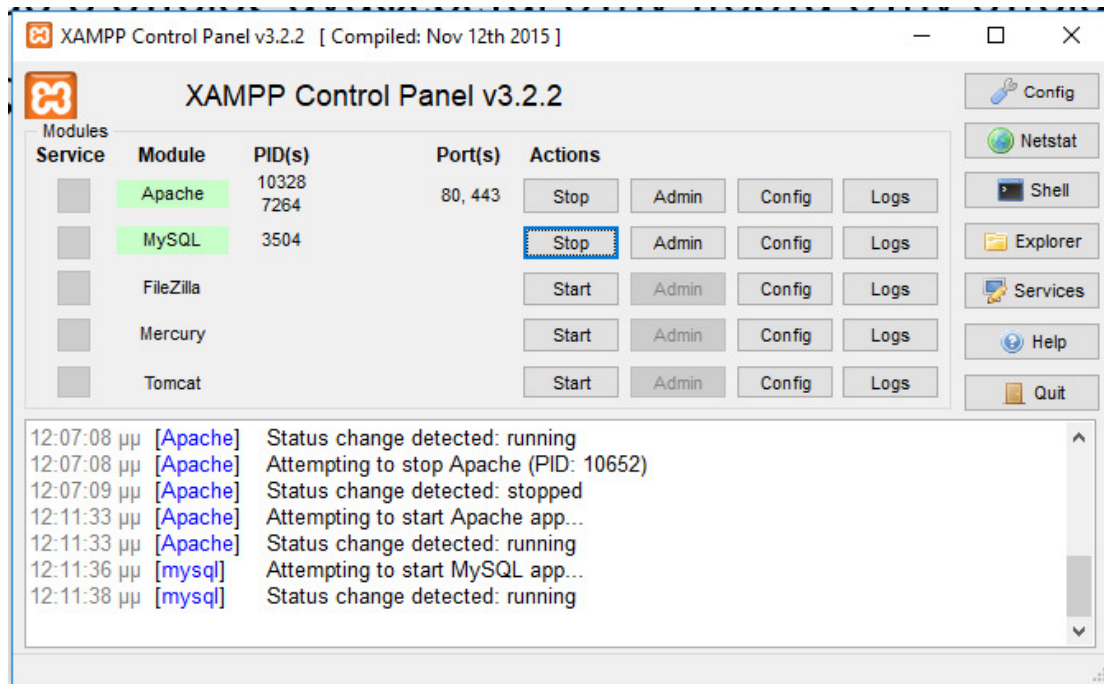 XAMPP Control Panel v3.2.2 [ Compiled: Nov 12th 2015 ]
XAMPP Control Panel v3.2.2
Modules
Service Module PID(s) Port(s) Actions
Apache 10328 7264 80, 443 Stop Admin Config Logs
MySQL 3504 Stop Admin Config Logs
FileZilla Start Admin Config Logs
Mercury Start Admin Config Logs
Tomcat Start Admin Config Logs
Config
Netstat
Shell
Explorer
Services
Help
Quit
12:07:08 μμ [Apache] Status change detected: running
12:07:08 μμ [Apache] Attempting to stop Apache (PID: 10652)
12:07:09 μμ [Apache] Status change detected: stopped
12:11:33 μμ [Apache] Attempting to start Apache app...
12:11:33 μμ [Apache] Status change detected: running
12:11:36 μμ [mysql] Attempting to start MySQL app...
12:11:38 μμ [mysql] Status change detected: running